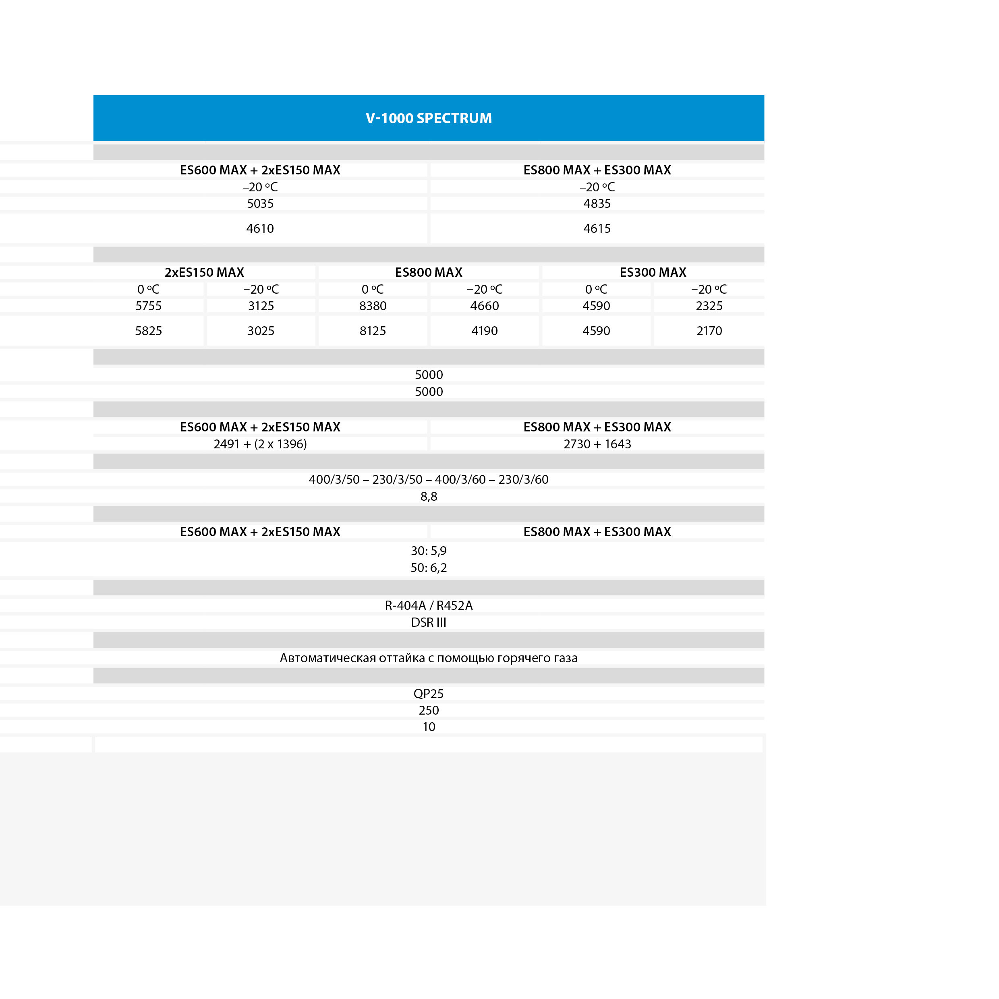 V-1000 SPECTRUM
ES600 MAX + 2xES150 MAX ES800 MAX + ES300 MAX
–20 ºC –20 ºC
5035 4835
4610 4615
2xES150 MAX ES800 MAX ES300 MAX
0 ºC −20 ºC 0 ºC −20 ºC 0 ºC −20 ºC
5755 3125 8380 4660 4590 2325
5825 3025 8125 4190 4590 2170
5000
5000
ES600 MAX + 2xES150 MAX ES800 MAX + ES300 MAX
2491 + (2 x 1396) 2730 + 1643
400/3/50 – 230/3/50 – 400/3/60 – 230/3/60
8,8
ES600 MAX + 2xES150 MAX ES800 MAX + ES300 MAX
30: 5,9
50: 6,2
R-404A / R452A
DSR III
Автоматическая оттайка с помощью горячего газа
QP25
250
10